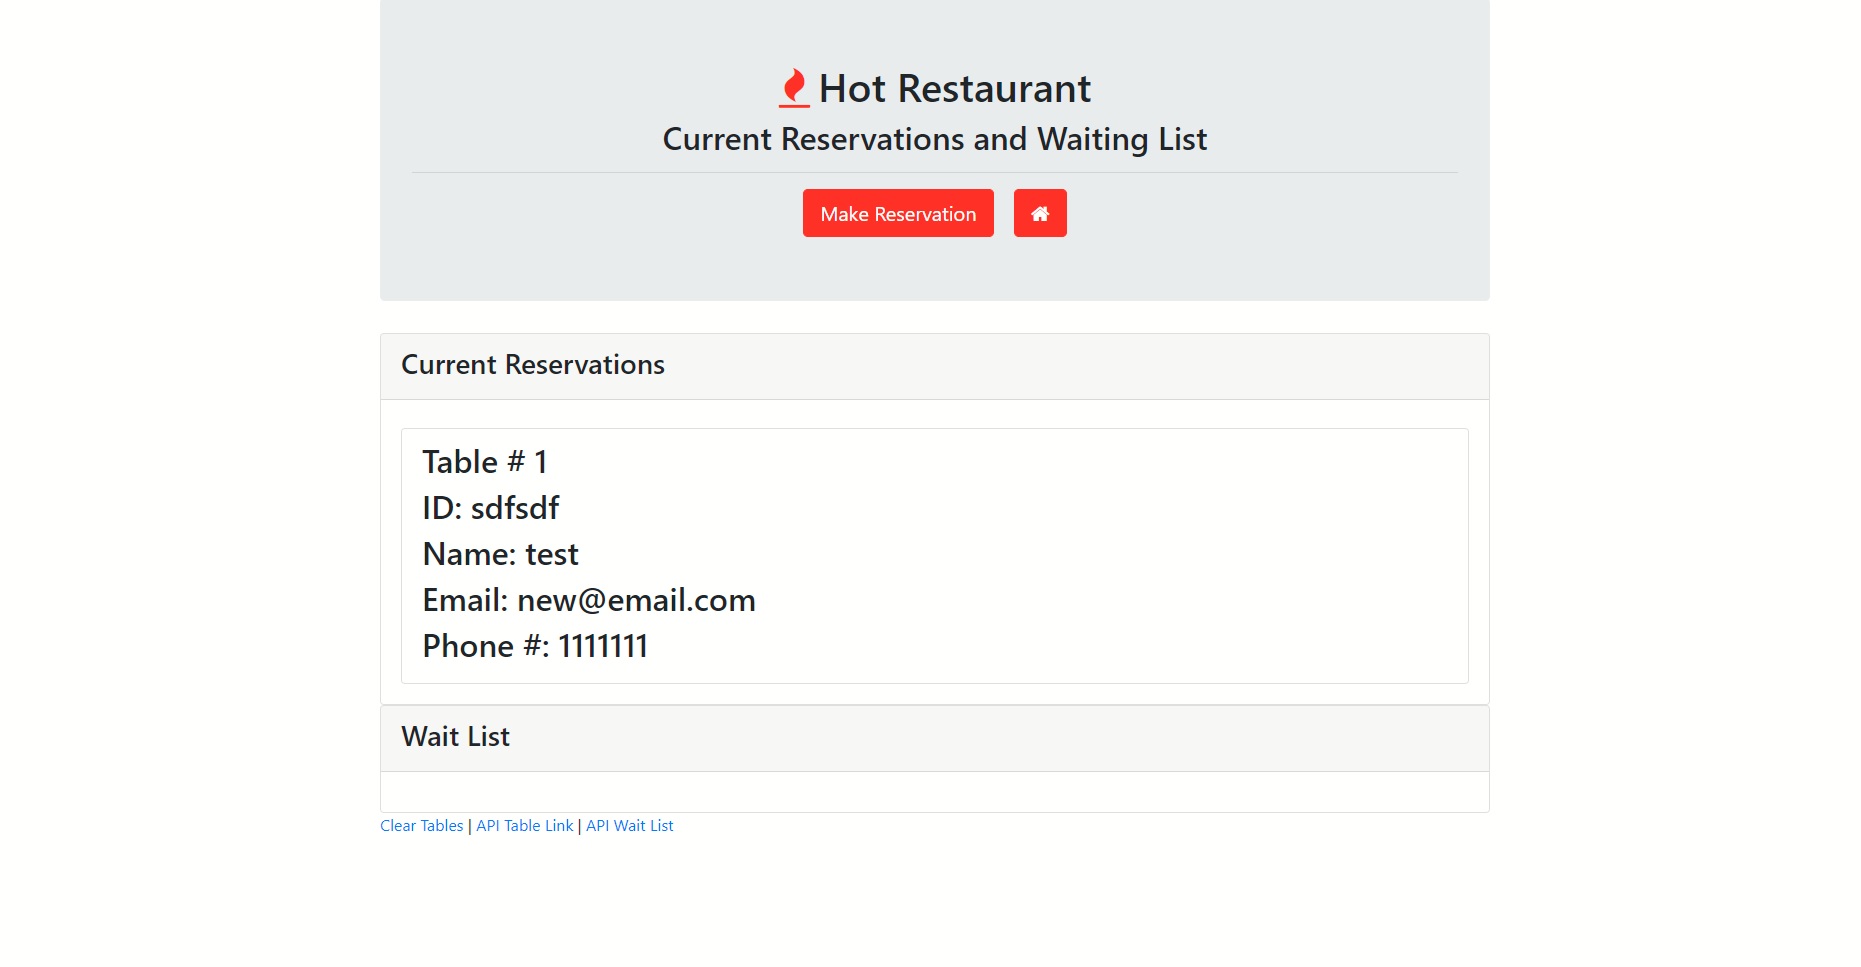 Hot Restaurant
Current Reservations and Waiting List
Make Reservation
Current Reservations
Table # 1
ID: sdfsdf
Name: test
Email: new@email.com
Phone #: 1111111
Wait List
Clear Tables | API Table Link | API Wait List